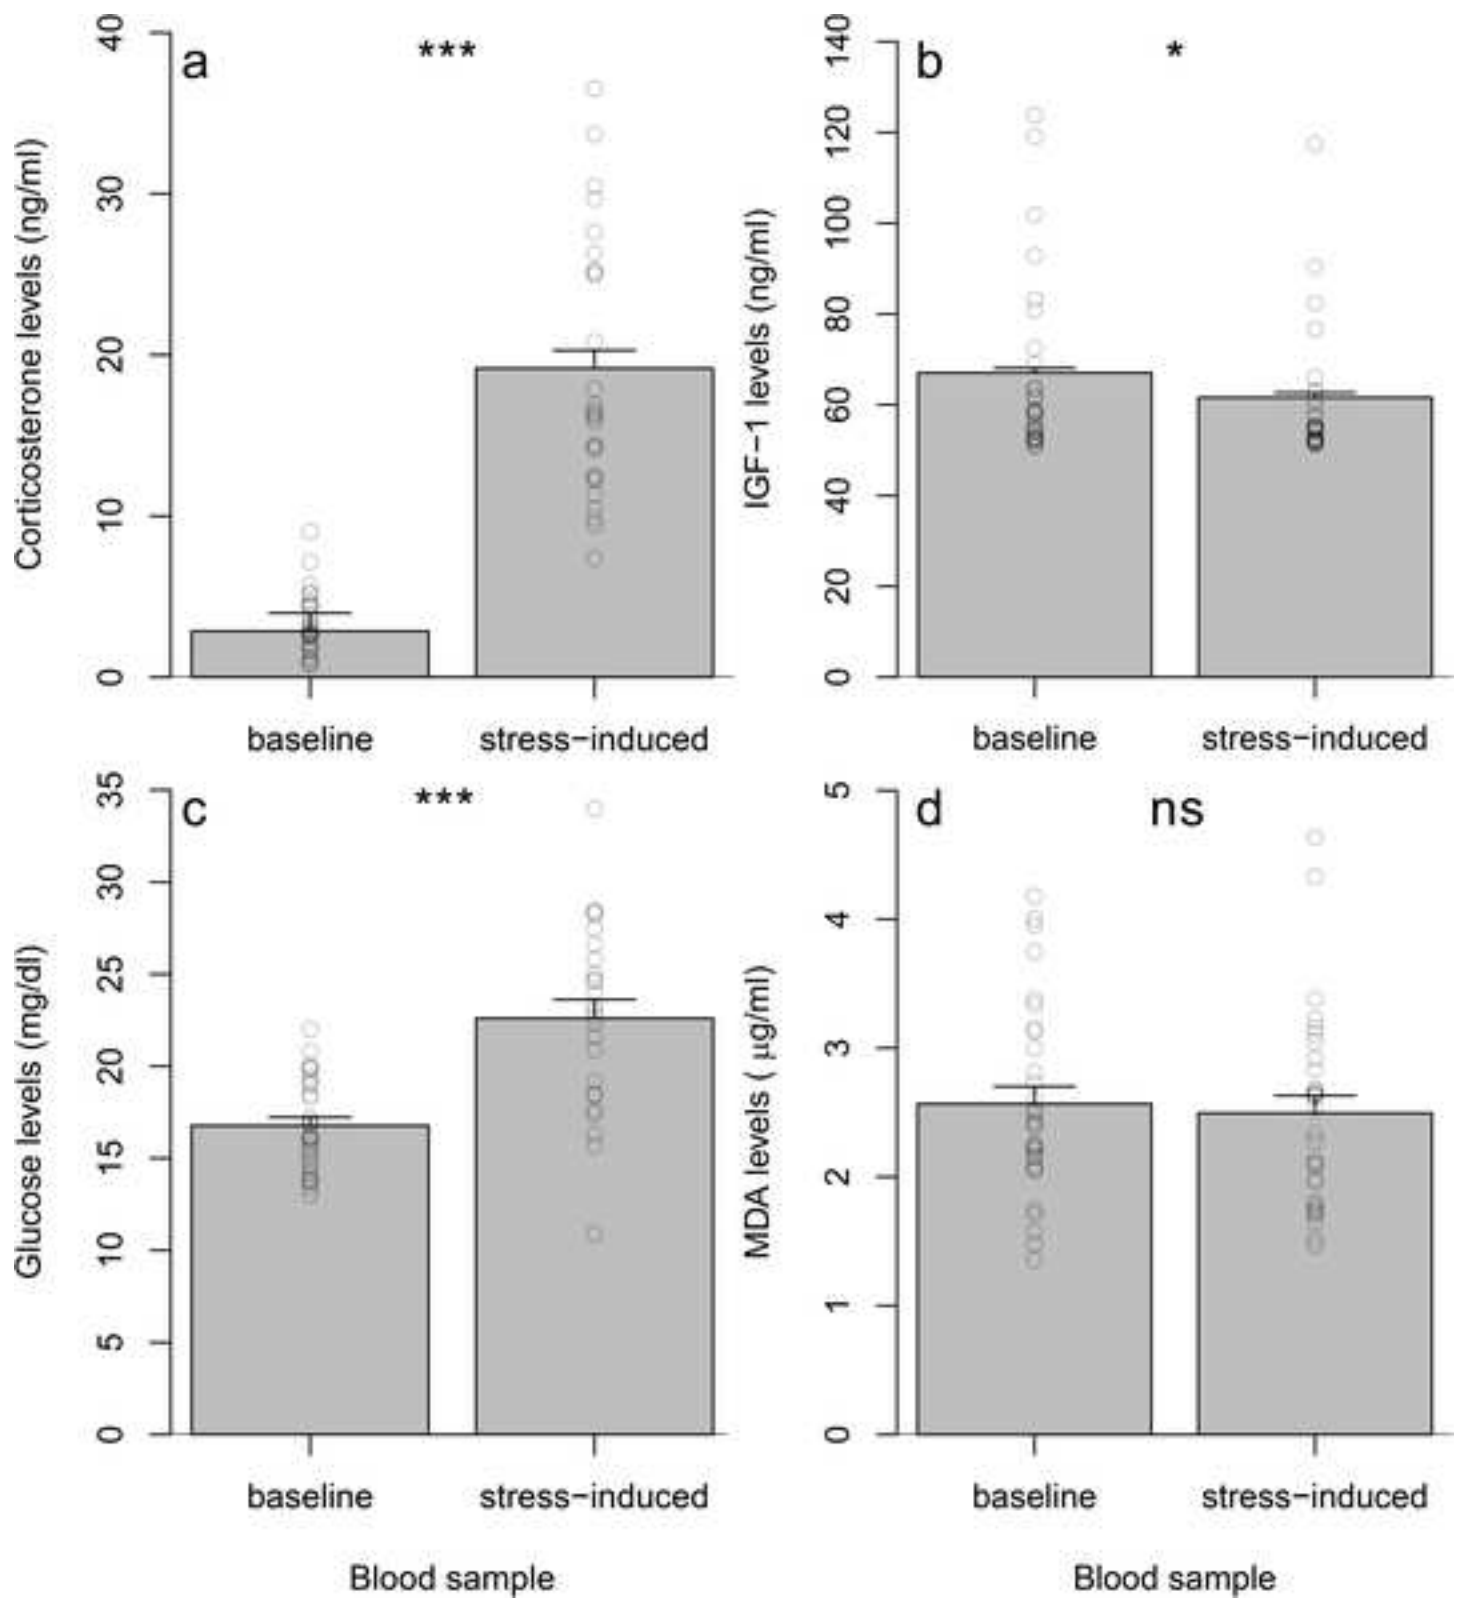 a
***
Corticosterone levels (ng/ml)
0
10
20
30
40
baseline
stress−induced
b
*
IGF−1 levels (ng/ml)
0
20
40
60
80
100
120
140
baseline
stress−induced
c
***
Glucose levels (mg/dl)
0
5
10
15
20
25
30
35
baseline
stress−induced
Blood sample
d
ns
MDA levels ( μg/ml)
0
1
2
3
4
5
baseline
stress−induced
Blood sample